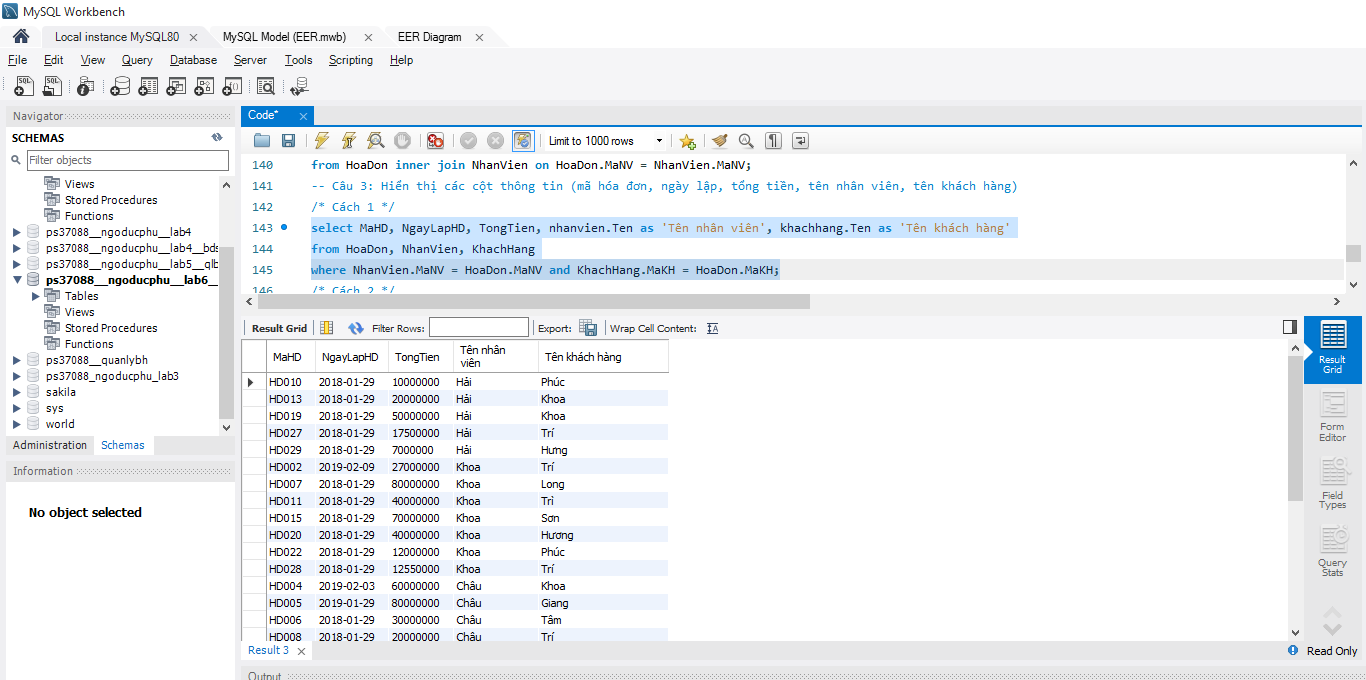 MySQL Workbench
Local instance MySQL80 MySQL Model (EER.mwb) EER Diagram
File Edit View Query Database Server Tools Scripting Help
Navigator
SCHEMAS
Filter objects
Views
Stored Procedures
Functions
ps37088__ngoducphu__lab4
ps37088__ngoducphu__lab4__bds
ps37088__ngoducphu__lab5__qlb
ps37088__ngoducphu__lab6__
Tables
Views
Stored Procedures
Functions
ps37088__quanlybh
ps37088_ngoducphu_lab3
sakila
sys
world
Administration Schemas
Information
No object selected
Code*
Limit to 1000 rows
140 from HoaDon inner join NhanVien on HoaDon.MaNV = NhanVien.MaNV;
141 -- Câu 3: Hiển thị các cột thông tin (mã hóa đơn, ngày lập, tổng tiền, tên nhân viên, tên khách hàng)
142 /* Cách 1 */
143 select MaHD, NgayLapHD, TongTien, nhanvien.Ten as 'Tên nhân viên', khachhang.Ten as 'Tên khách hàng'
144 from HoaDon, NhanVien, KhachHang
145 where NhanVien.MaNV = HoaDon.MaNV and KhachHang.MaKH = HoaDon.MaKH;
146 /* Cách 2 */
Result Grid Filter Rows: Export: Wrap Cell Content:
MaHD NgayLapHD TongTien Tên nhân viên Tên khách hàng
HD010 2018-01-29 10000000 Hải Phúc
HD013 2018-01-29 20000000 Hải Khoa
HD019 2018-01-29 50000000 Hải Khoa
HD027 2018-01-29 17500000 Hải Trí
HD029 2018-01-29 7000000 Hải Hưng
HD002 2019-02-09 27000000 Khoa Trí
HD007 2018-01-29 80000000 Khoa Long
HD011 2018-01-29 40000000 Khoa Trí
HD015 2018-01-29 70000000 Khoa Sơn
HD020 2018-01-29 40000000 Khoa Hương
HD022 2018-01-29 12000000 Khoa Phúc
HD028 2018-01-29 12550000 Khoa Trí
HD004 2019-02-03 60000000 Châu Khoa
HD005 2019-01-29 80000000 Châu Giang
HD006 2018-01-29 30000000 Châu Tâm
HD008 2018-01-29 20000000 Châu Trí
Result Grid
Form Editor
Field Types
Query Stats
Result 3
Read Only
Output